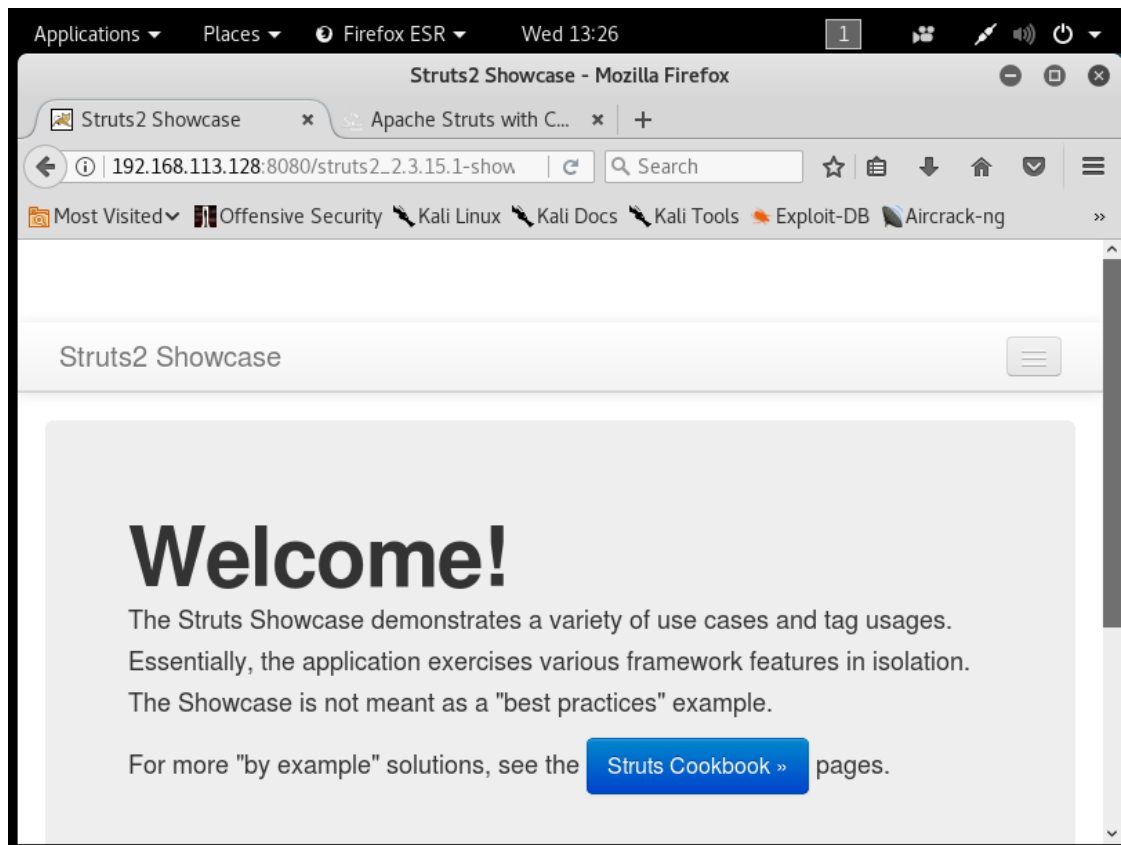 Applications Places Firefox ESR Wed 13:26 1
Struts2 Showcase - Mozilla Firefox
Struts2 Showcase Apache Struts with C...
192.168.113.128:8080/struts2_2.3.15.1-show Search
Most Visited Offensive Security Kali Linux Kali Docs Kali Tools Exploit-DB Aircrack-ng »
Struts2 Showcase
Welcome!
The Struts Showcase demonstrates a variety of use cases and tag usages.
Essentially, the application exercises various framework features in isolation.
The Showcase is not meant as a "best practices" example.
For more "by example" solutions, see the Struts Cookbook » pages.